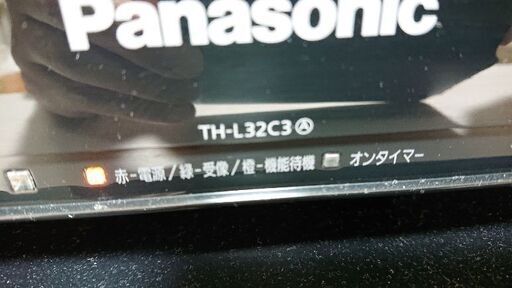 Panasonic
TH-L32C3 Ⓐ
赤-電源/緑-受像/橙-機能待機 オンタイマー